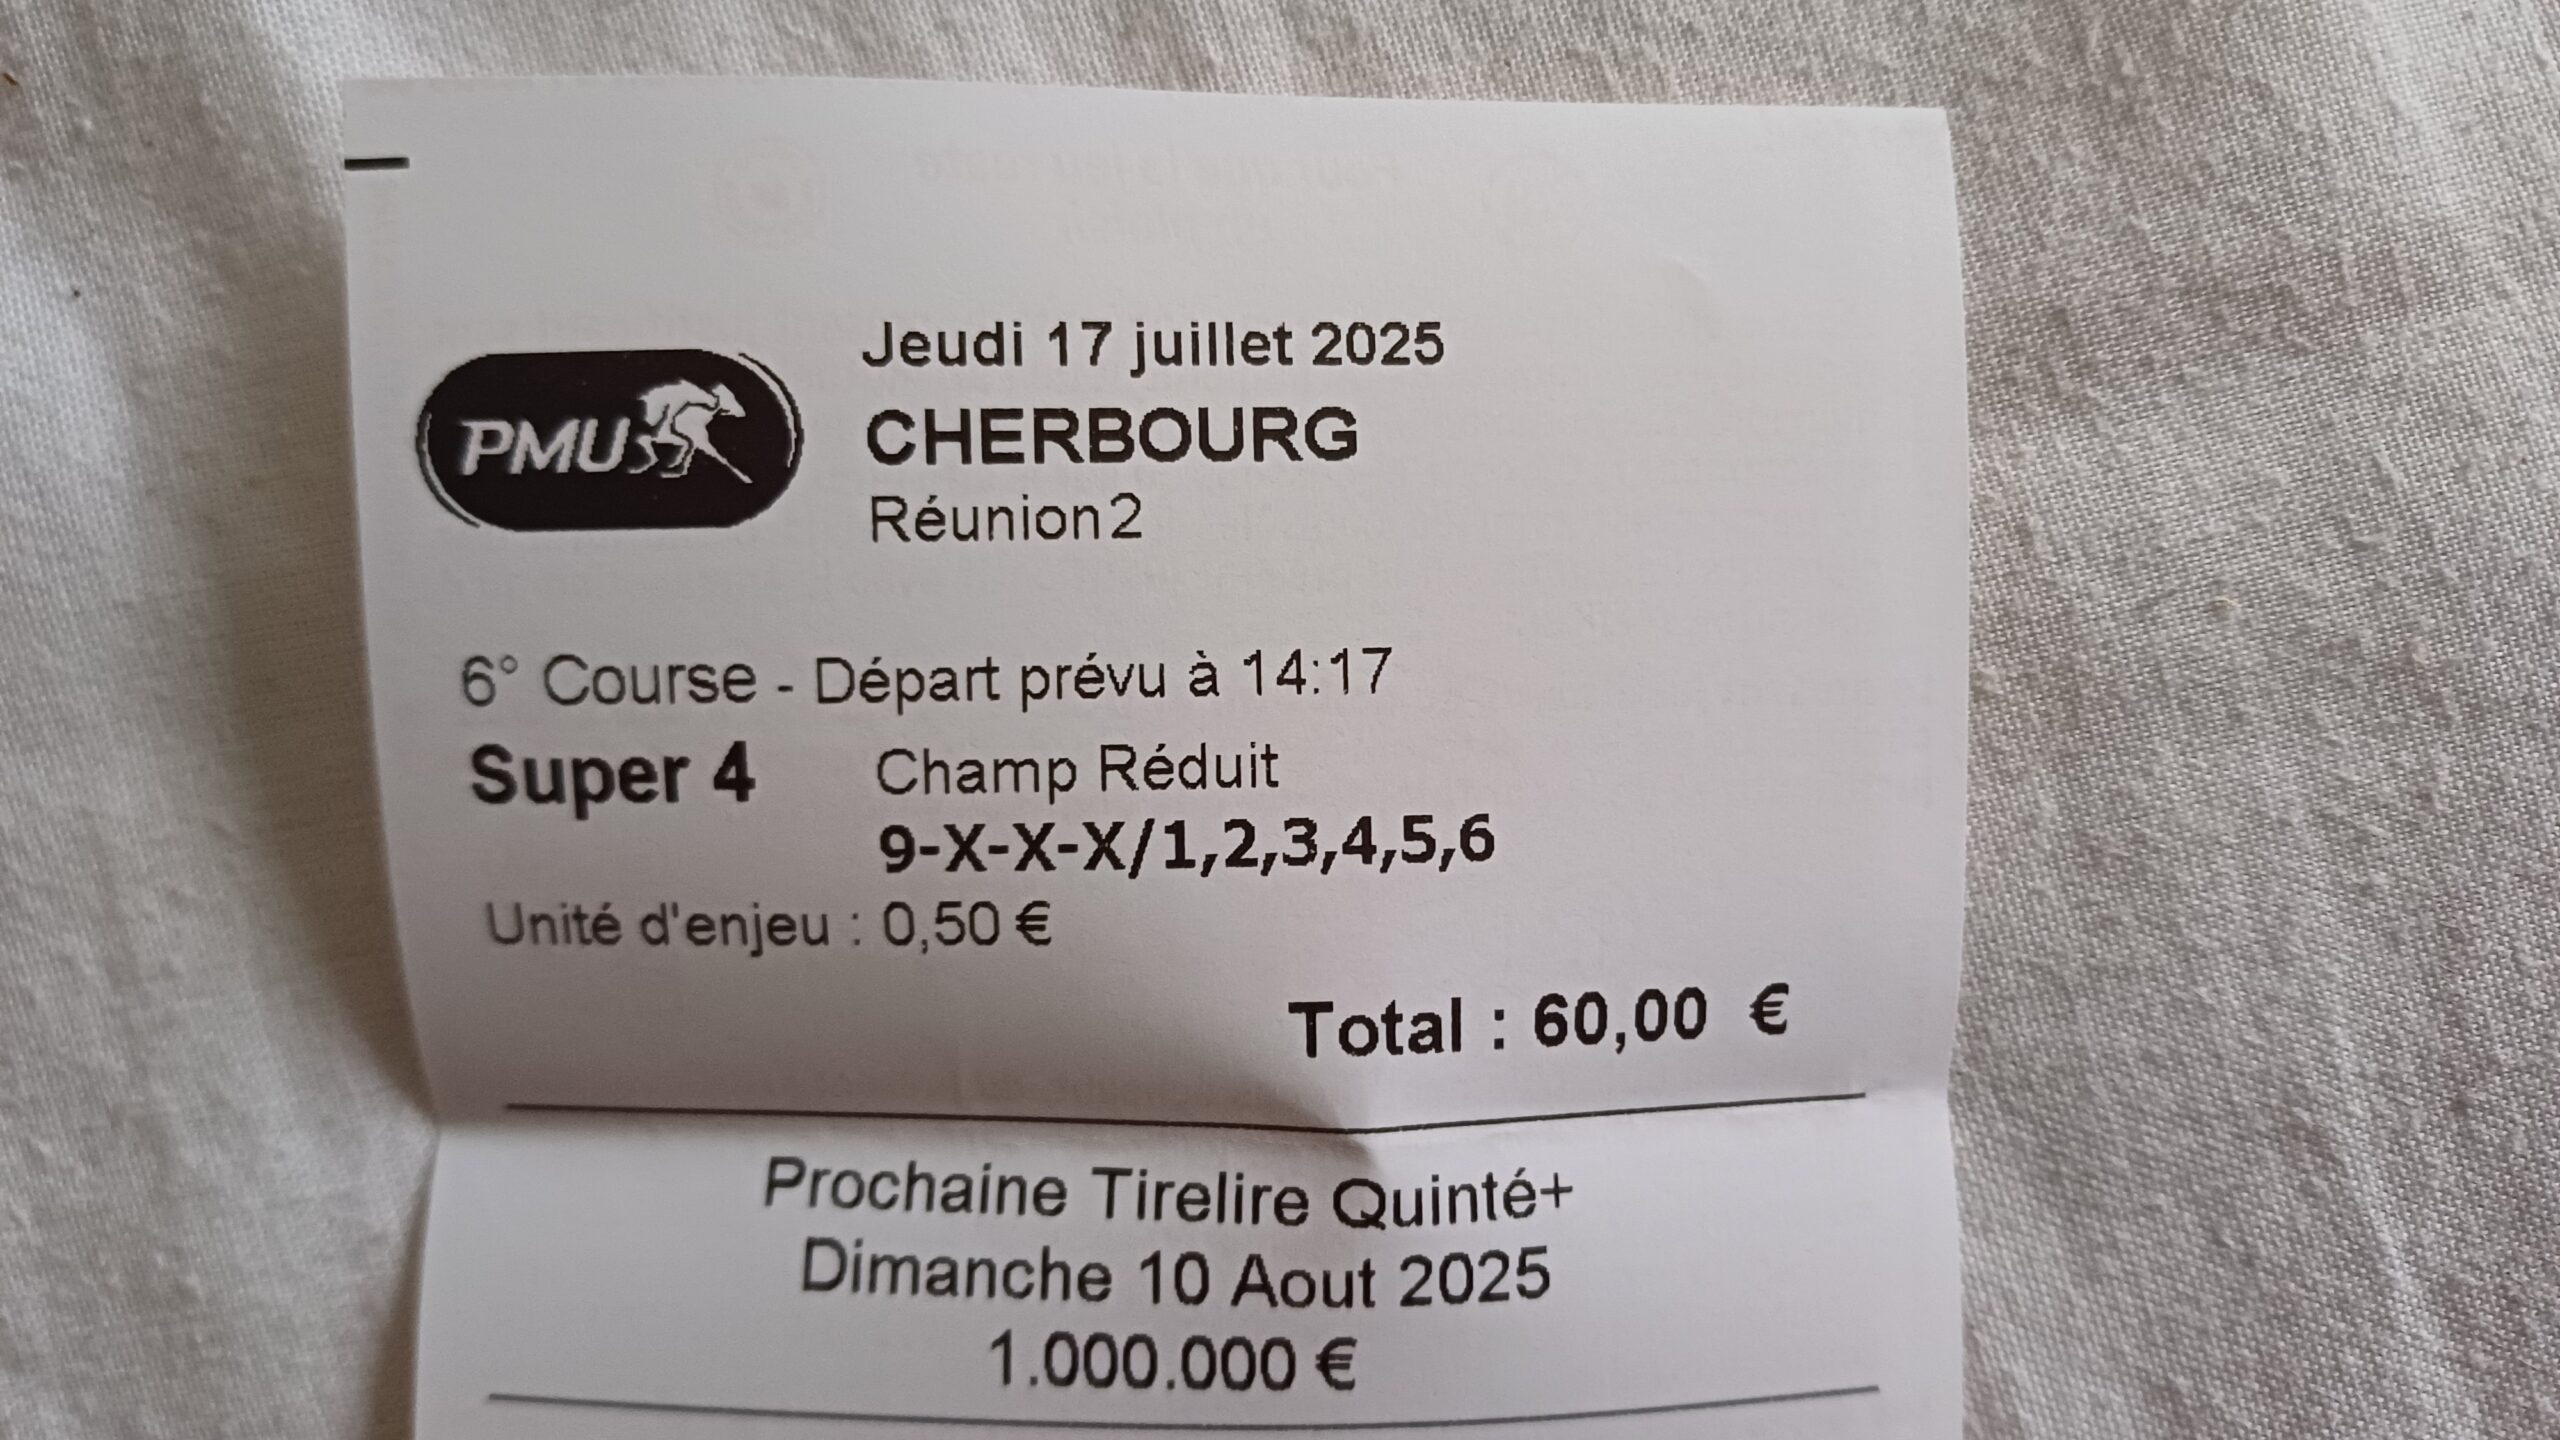 Jeudi 17 juillet 2025
PMU
CHERBOURG
Réunion2
6° Course - Départ prévu à 14:17
Super 4 Champ Réduit
9-X-X-X/1,2,3,4,5,6
Unité d'enjeu : 0,50 €
Total : 60,00 €
Prochaine Tirelire Quinté+
Dimanche 10 Aout 2025
1.000.000 €